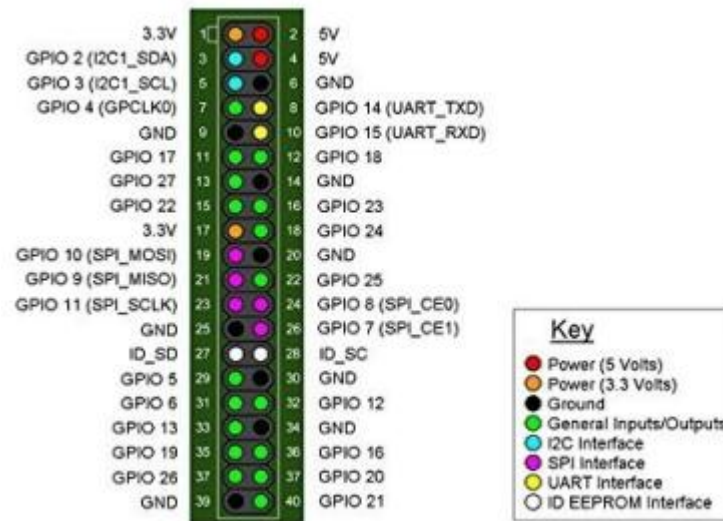 3.3V 1 2 5V
GPIO 2 (I2C1_SDA) 3 4 5V
GPIO 3 (I2C1_SCL) 5 6 GND
GPIO 4 (GPCLK0) 7 8 GPIO 14 (UART_TXD)
GND 9 10 GPIO 15 (UART_RXD)
GPIO 17 11 12 GPIO 18
GPIO 27 13 14 GND
GPIO 22 15 16 GPIO 23
3.3V 17 18 GPIO 24
GPIO 10 (SPI_MOSI) 19 20 GND
GPIO 9 (SPI_MISO) 21 22 GPIO 25
GPIO 11 (SPI_SCLK) 23 24 GPIO 8 (SPI_CE0)
GND 25 26 GPIO 7 (SPI_CE1)
ID_SD 27 28 ID_SC
GPIO 5 29 30 GND
GPIO 6 31 32 GPIO 12
GPIO 13 33 34 GND
GPIO 19 35 36 GPIO 16
GPIO 26 37 37 GPIO 20
GND 39 40 GPIO 21
Key
Power (5 Volts)
Power (3.3 Volts)
Ground
General Inputs/Outputs
I2C Interface
SPI Interface
UART Interface
ID EEPROM Interface